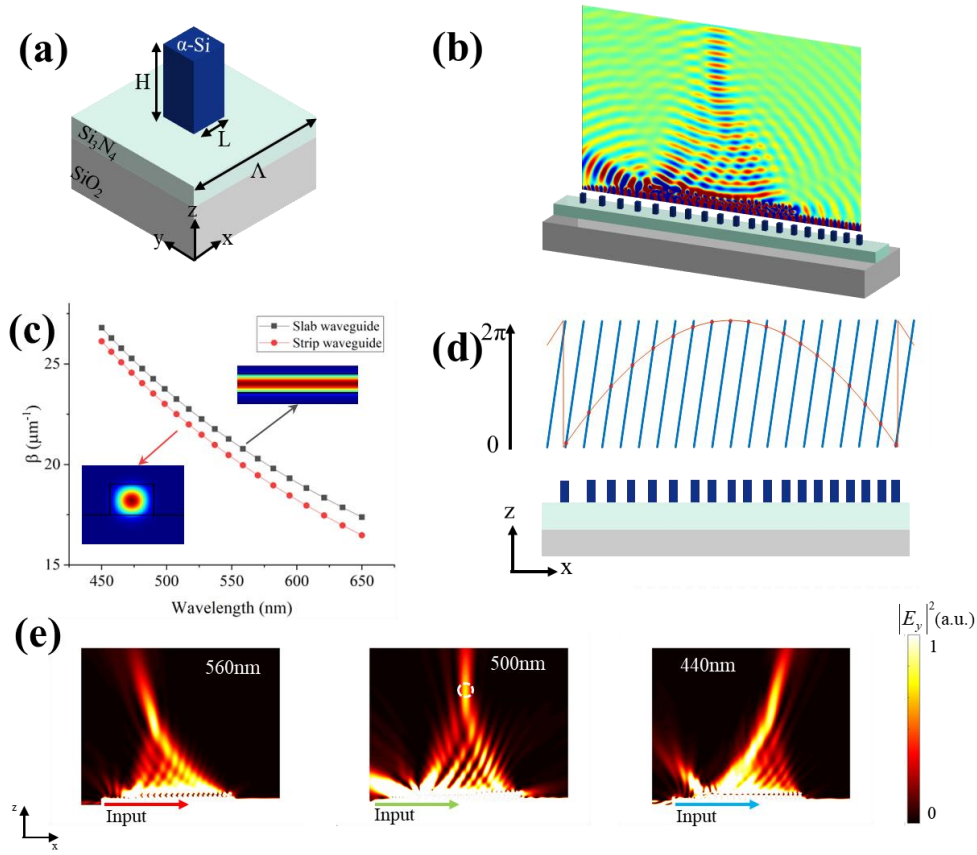 (a)
α-Si
H
L
Si₃N₄
Λ
SiO₂
z
y
x
(b)
(c)
Slab waveguide
Strip waveguide
β (μm⁻¹)
25
20
15
450
500
550
600
650
Wavelength (nm)
(d)
2π
0
z
x
(e)
|E_y|² (a.u.)
560nm
500nm
440nm
1
0
Input
Input
Input
z
x